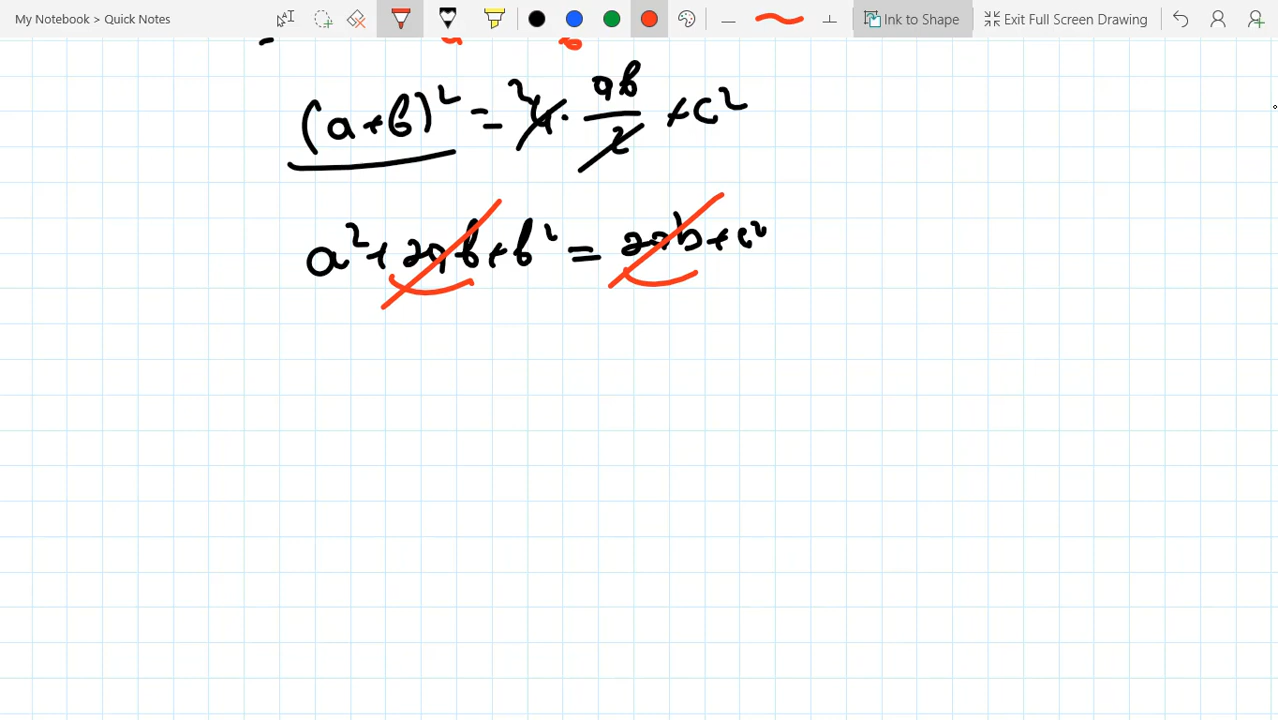 My Notebook > Quick Notes
Ink to Shape
Exit Full Screen Drawing
a b
(a+b)² = ²4 · ab/2 + c²
a² + 2ab + b² = 2ab + c²